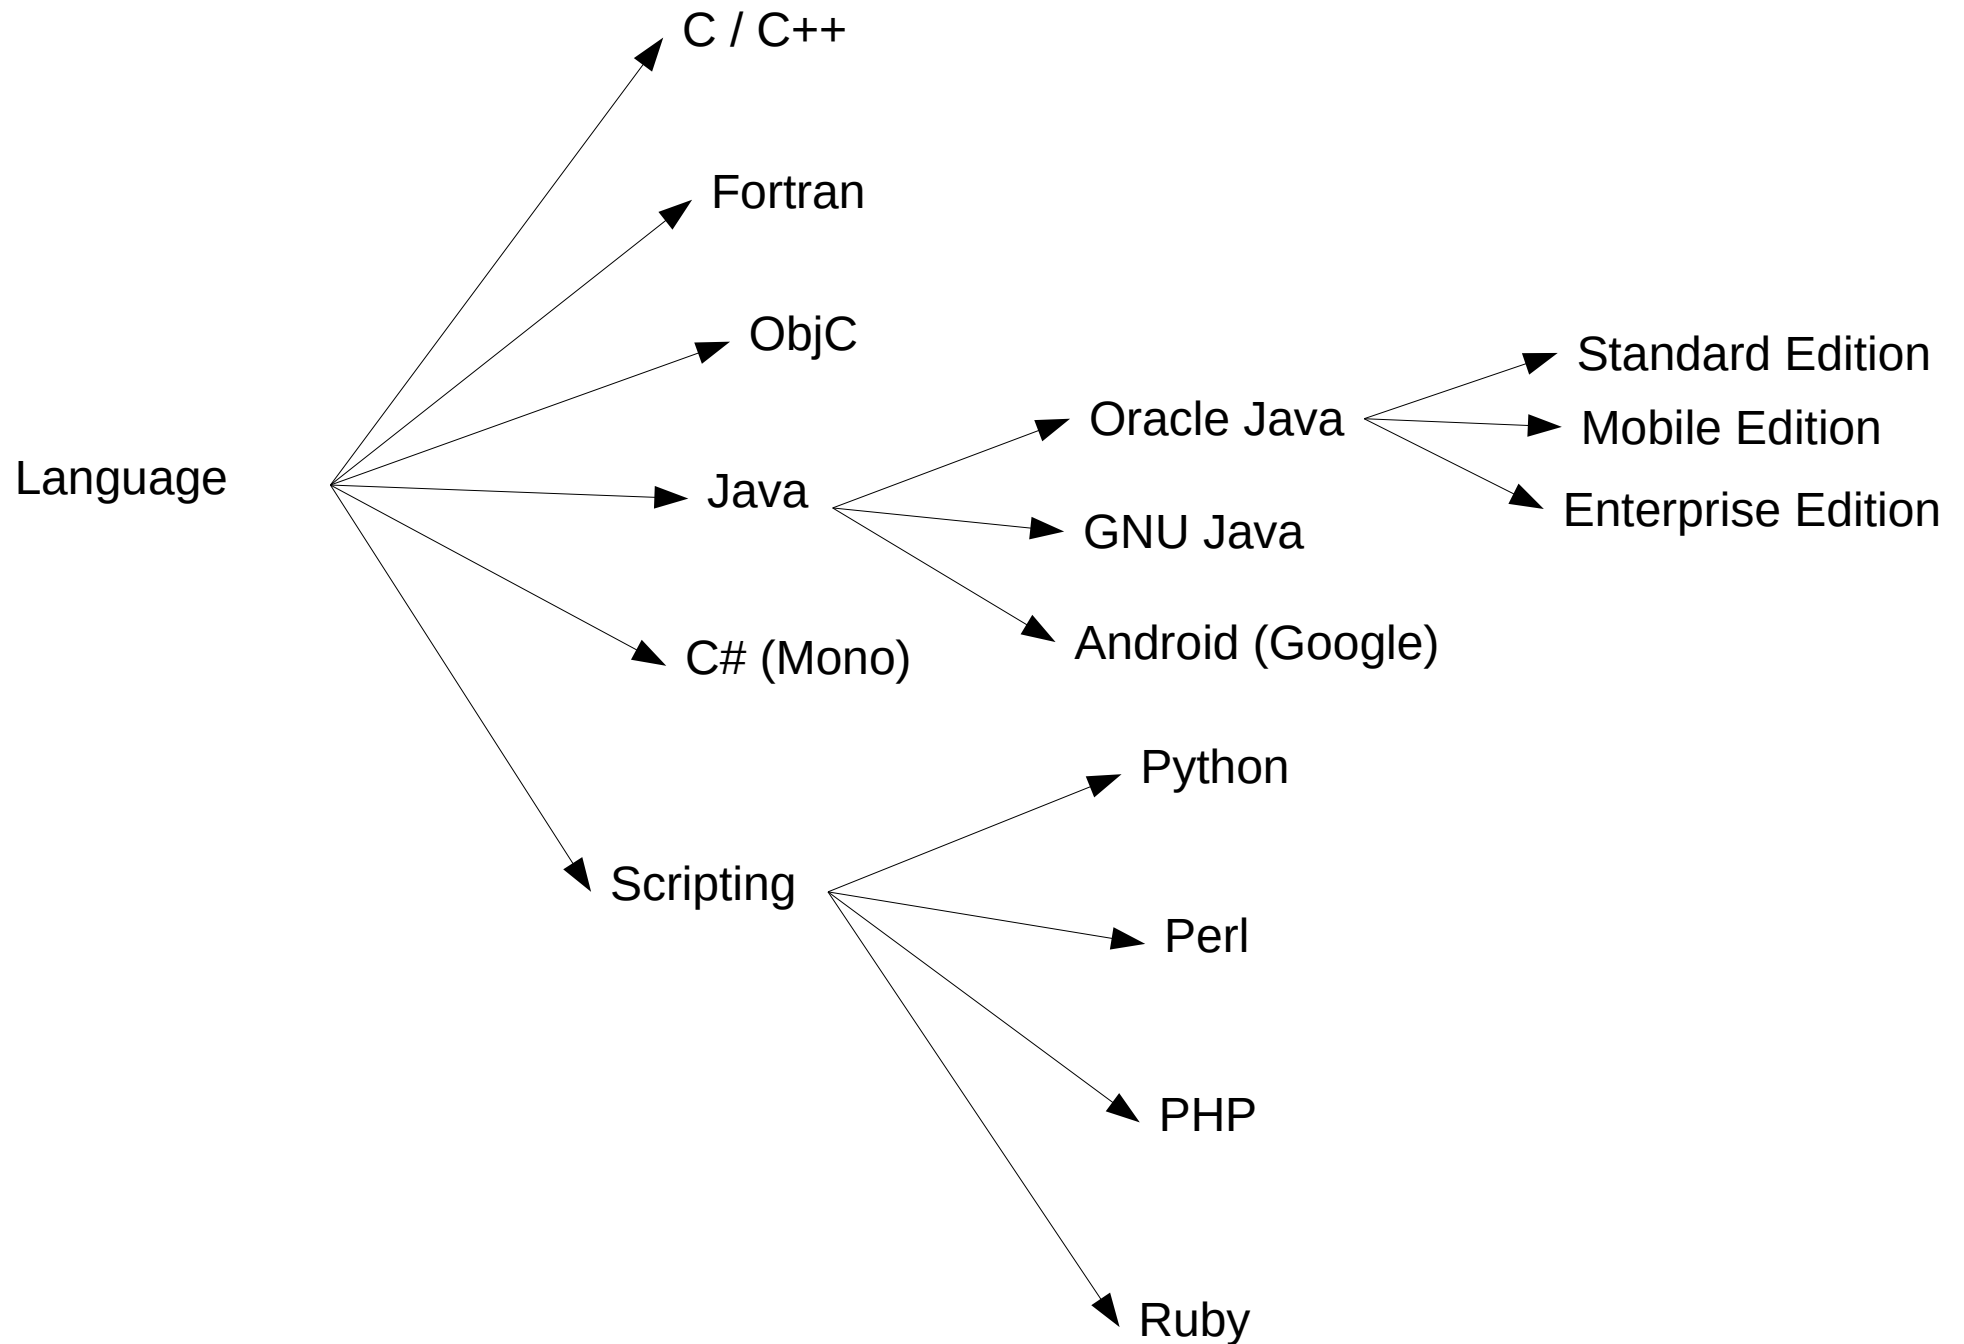 C / C++
Fortran
ObjC
Standard Edition
Oracle Java
Mobile Edition
Language
Java
Enterprise Edition
GNU Java
C# (Mono)
Android (Google)
Python
Scripting
Perl
PHP
Ruby